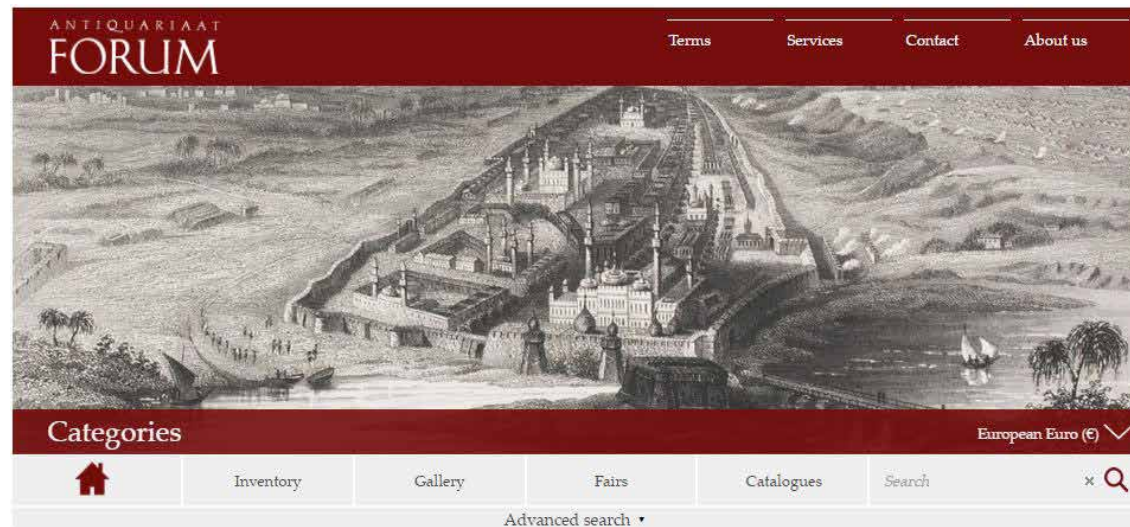 ANTIQUARIAAT
FORUM
Terms Services Contact About us
Categories
European Euro (€)
Inventory Gallery Fairs Catalogues Search ×
Advanced search ▾